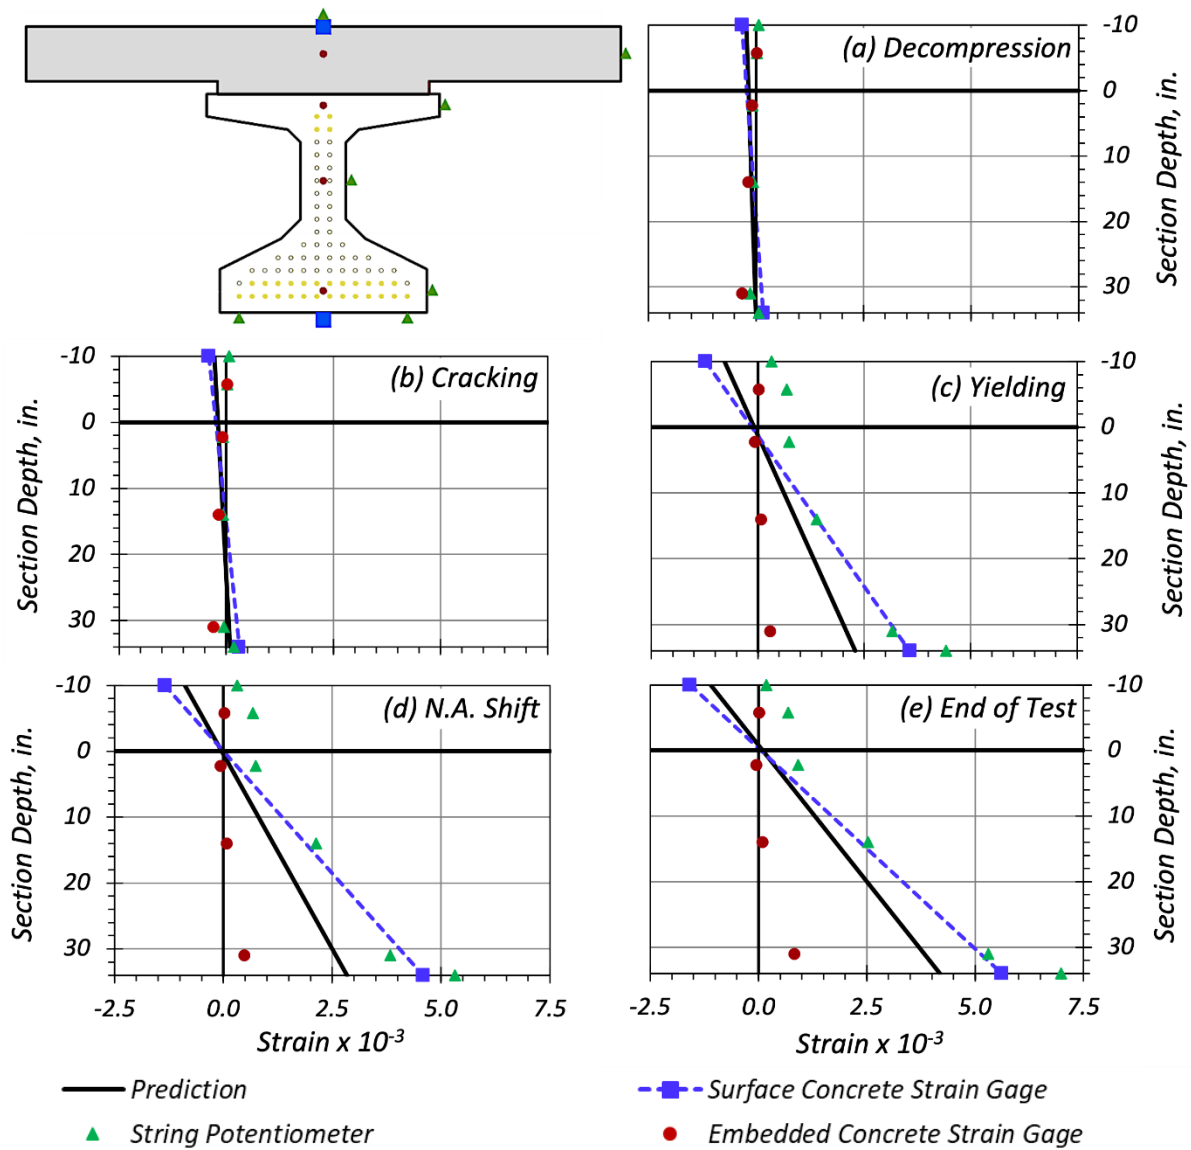 (a) Decompression
-10
0
10
20
30
Section Depth, in.
(b) Cracking
-10
0
10
20
30
Section Depth, in.
(c) Yielding
-10
0
10
20
30
Section Depth, in.
(d) N.A. Shift
-10
0
10
20
30
Section Depth, in.
-2.5 0.0 2.5 5.0 7.5
Strain x 10-3
(e) End of Test
-10
0
10
20
30
Section Depth, in.
-2.5 0.0 2.5 5.0 7.5
Strain x 10-3
Prediction
Surface Concrete Strain Gage
String Potentiometer
Embedded Concrete Strain Gage